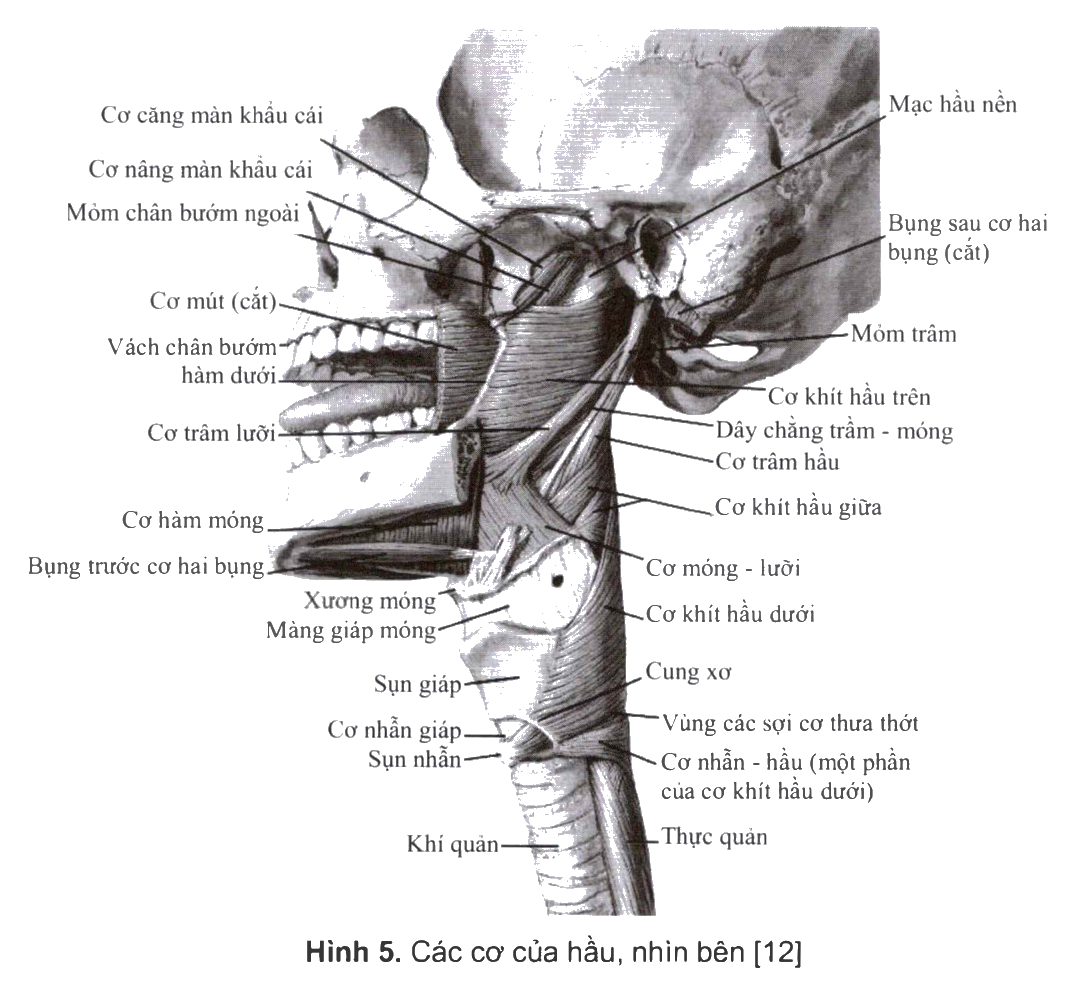 Cơ căng màn khẩu cái
Cơ nâng màn khẩu cái
Mỏm chân bướm ngoài
Cơ mút (cắt)
Vách chân bướm
hàm dưới
Cơ trâm lưỡi
Cơ hàm móng
Bụng trước cơ hai bụng
Xương móng
Màng giáp móng
Sụn giáp
Cơ nhẫn giáp
Sụn nhẫn
Khí quản
Mạc hầu nền
Bụng sau cơ hai
bụng (cắt)
Mỏm trâm
Cơ khít hầu trên
Dây chằng trầm - móng
Cơ trâm hầu
Cơ khít hầu giữa
Cơ móng - lưỡi
Cơ khít hầu dưới
Cung xơ
Vùng các sợi cơ thưa thớt
Cơ nhẫn - hầu (một phần
của cơ khít hầu dưới)
Thực quản
Hình 5. Các cơ của hầu, nhìn bên [12]